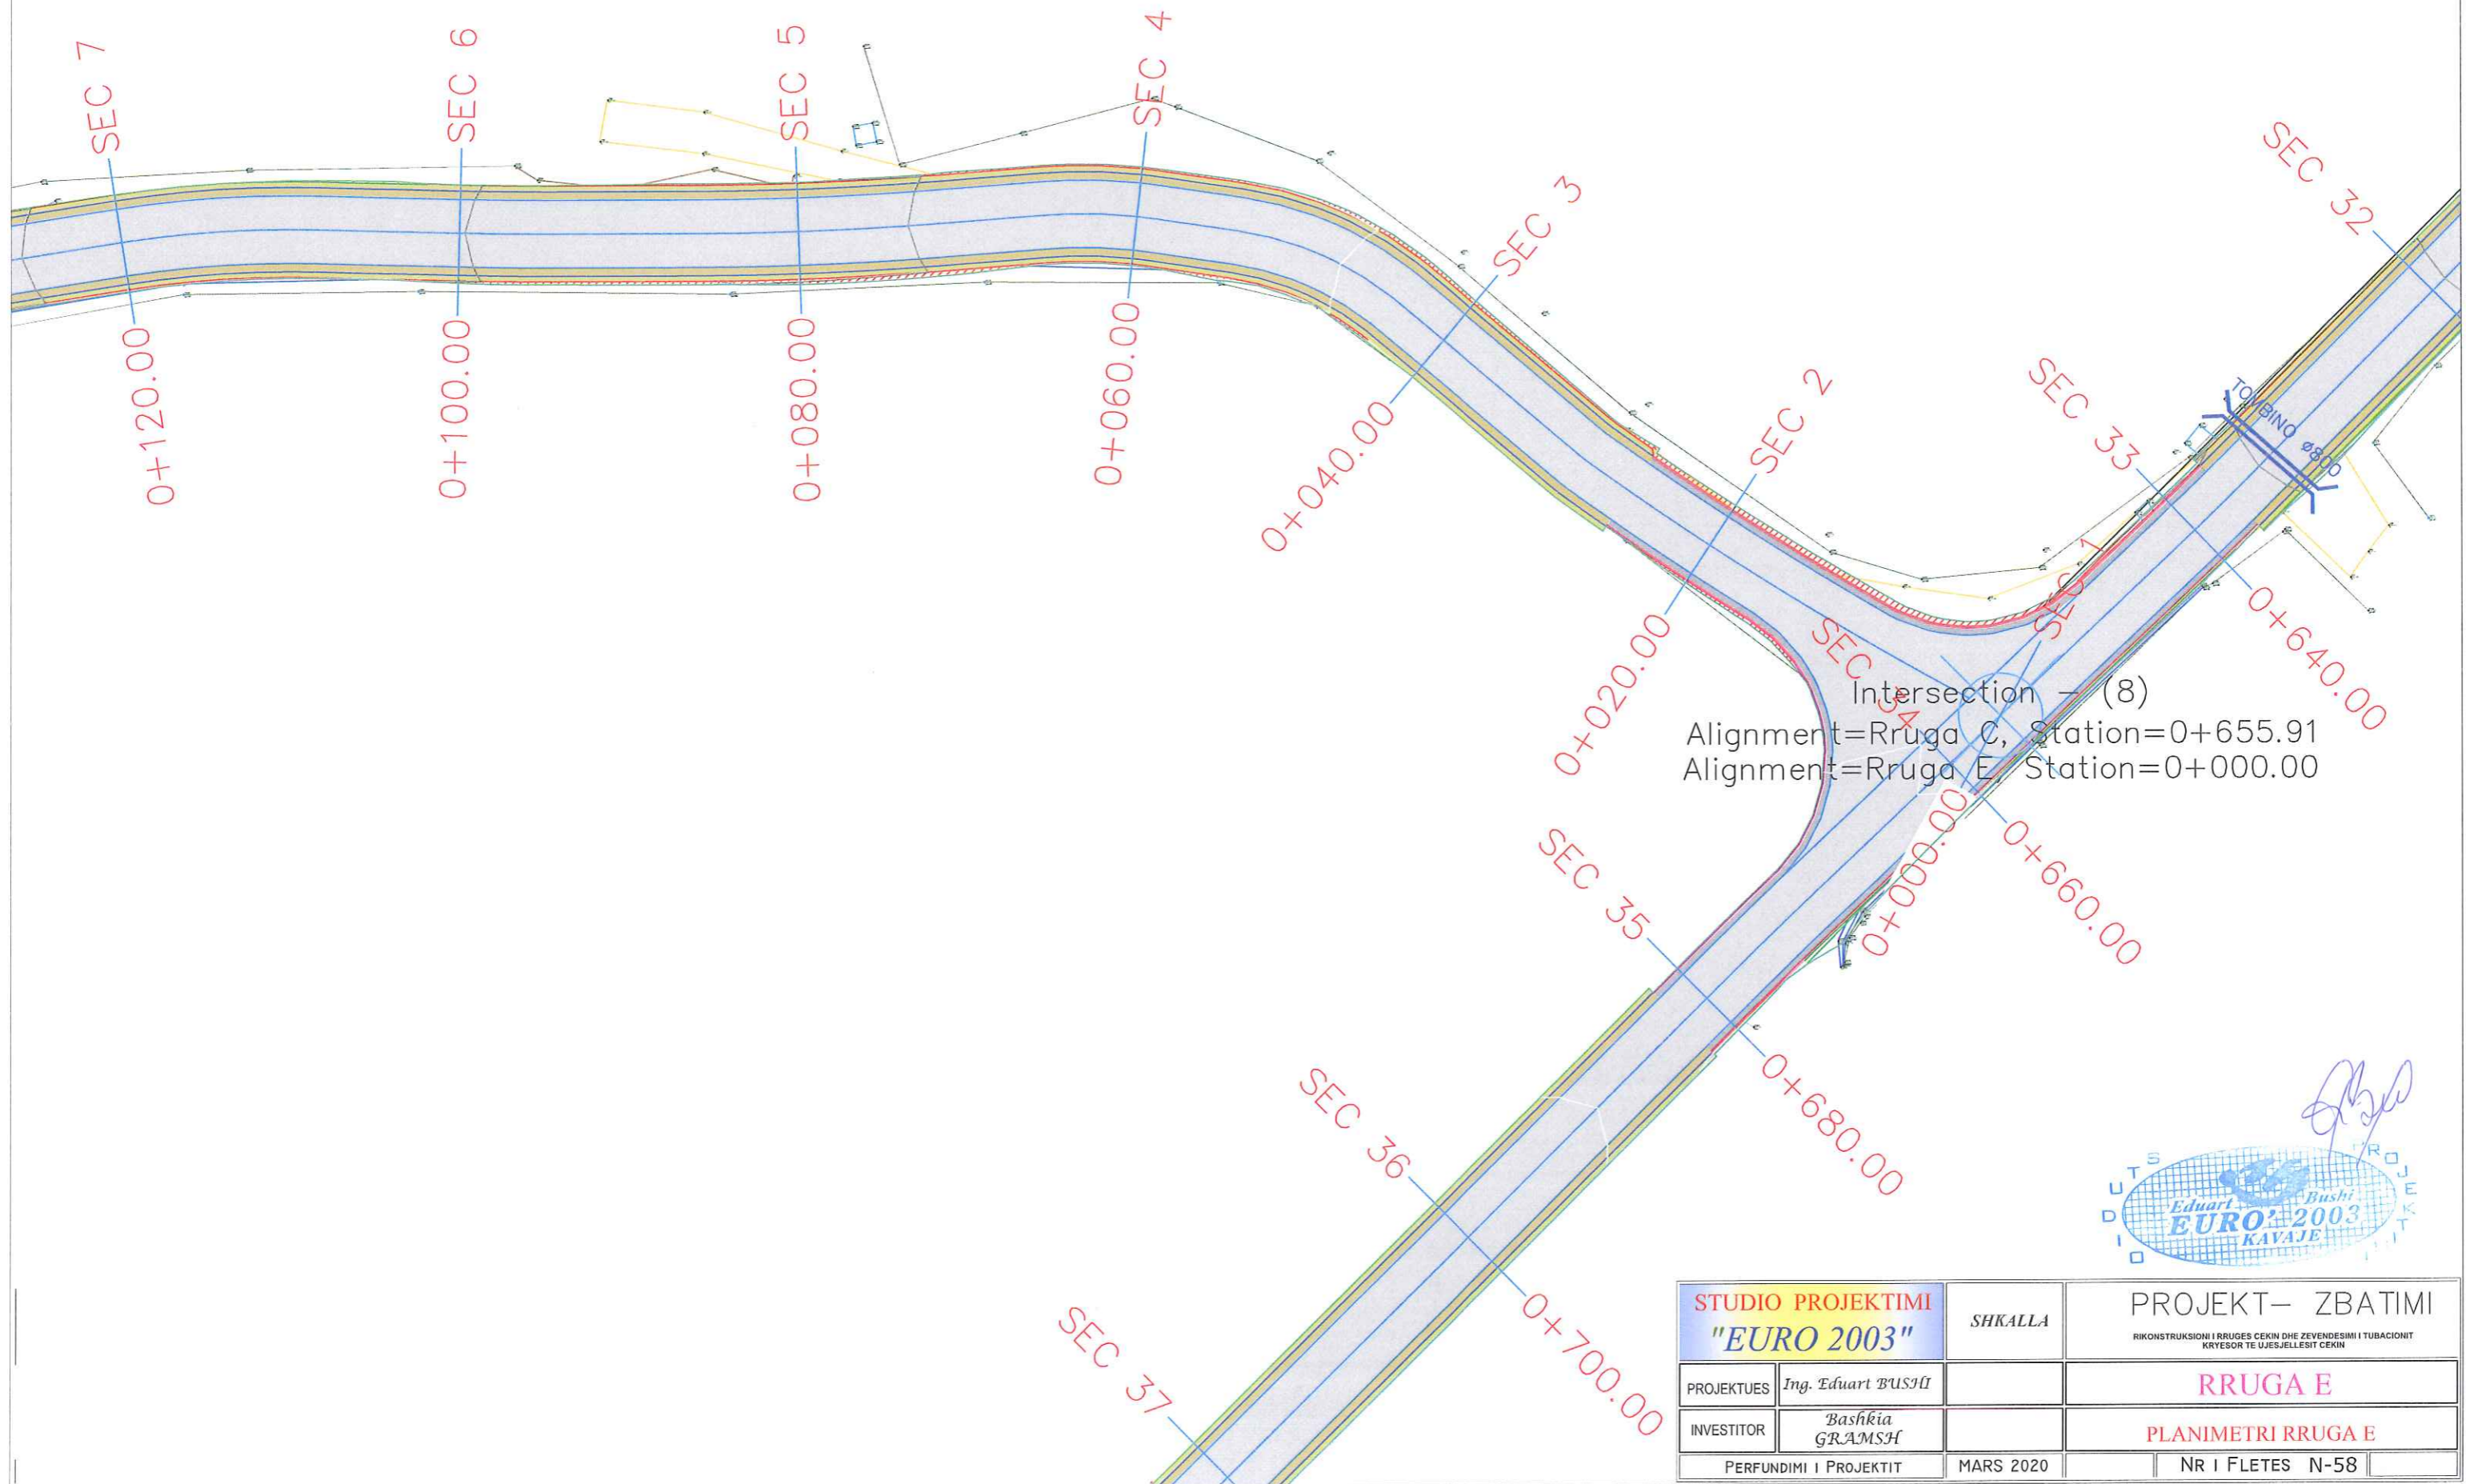 SEC 7
SEC 6
SEC 5
SEC 4
SEC 3
SEC 2
SEC 1
SEC 32
SEC 33
SEC 34
SEC 35
SEC 36
SEC 37
0+120.00
0+100.00
0+080.00
0+060.00
0+040.00
0+020.00
0+000.00
0+640.00
0+660.00
0+680.00
0+700.00
TOMBINO ø800
Intersection - (8)
Alignment=Rruga C, Station=0+655.91
Alignment=Rruga E, Station=0+000.00
STUDIO PROJEKTIMI
Eduart Bushi
EURO' 2003
KAVAJE
STUDIO PROJEKTIMI
"EURO 2003"
SHKALLA
PROJEKT- ZBATIMI
RIKONSTRUKSIONI I RRUGES CEKIN DHE ZEVENDESIMI I TUBACIONIT
KRYESOR TE UJESJELLESIT CEKIN
PROJEKTUES
Ing. Eduart BUSHI
RRUGA E
INVESTITOR
Bashkia
GRAMSH
PLANIMETRI RRUGA E
PERFUNDIMI I PROJEKTIT
MARS 2020
NR I FLETES N-58